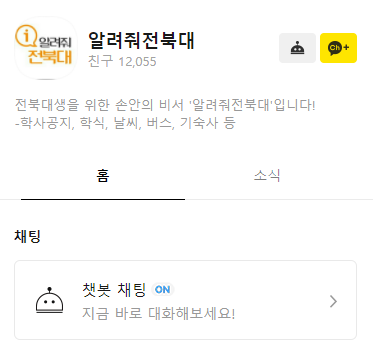 알려줘
전북대
알려줘전북대
친구 12,055
Ch+
전북대생을 위한 손안의 비서 '알려줘전북대'입니다!
-학사공지, 학식, 날씨, 버스, 기숙사 등
홈
소식
채팅
챗봇 채팅 ON
지금 바로 대화해보세요!